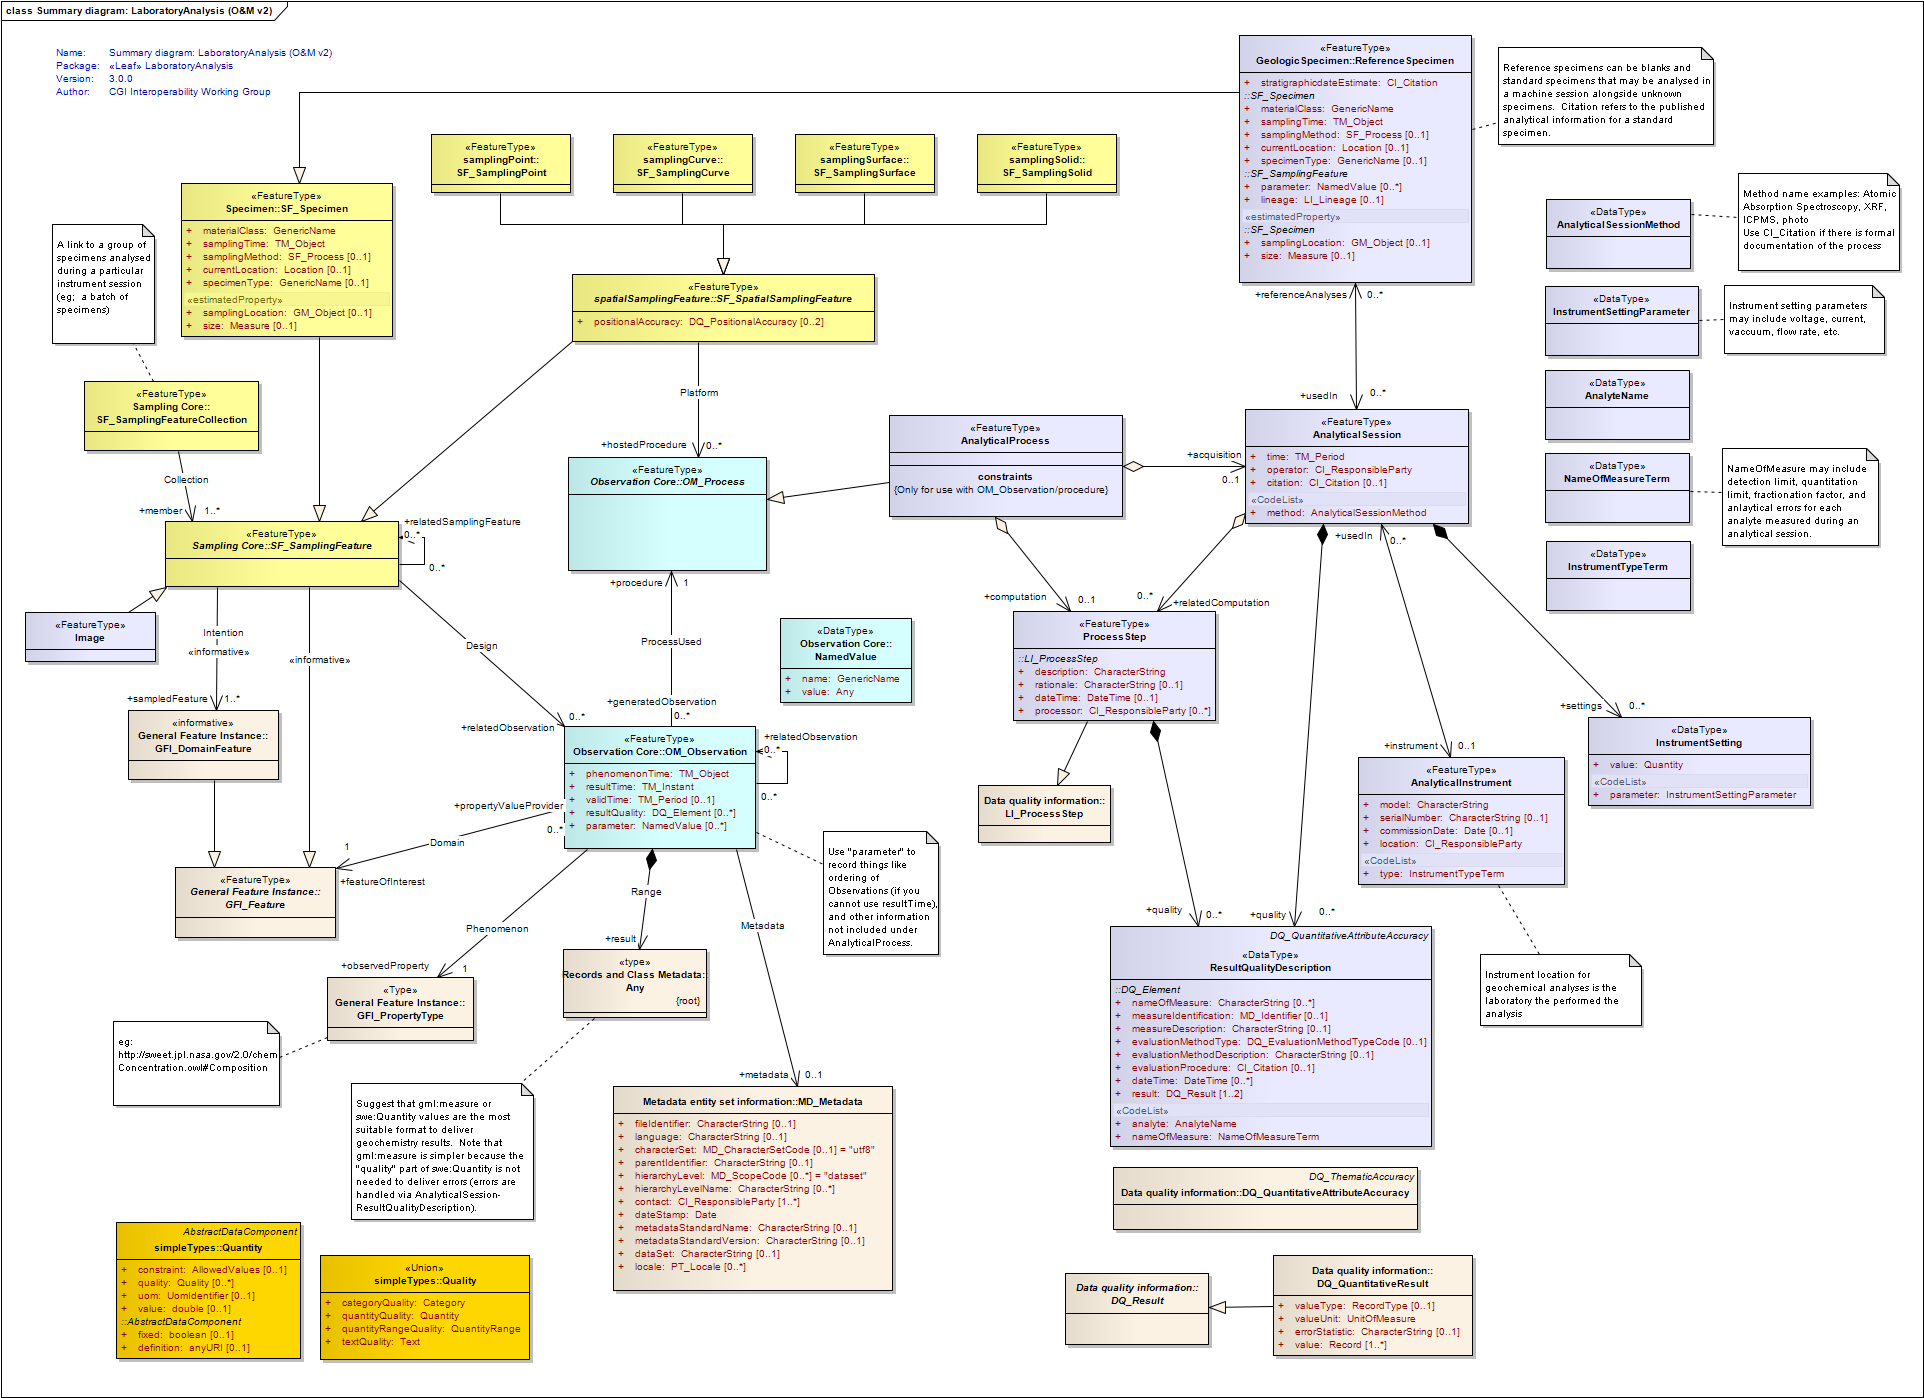 class Summary diagram: LaboratoryAnalysis (O&M v2)
Name: Summary diagram: LaboratoryAnalysis (O&M v2)
Package: «Leaf» LaboratoryAnalysis
Version: 3.0.0
Author: CGI Interoperability Working Group
«FeatureType»
GeologicSpecimen::ReferenceSpecimen
+ stratigraphicdateEstimate: CI_Citation
::SF_Specimen
+ materialClass: GenericName
+ samplingTime: TM_Object
+ samplingMethod: SF_Process [0..1]
+ currentLocation: Location [0..1]
+ specimenType: GenericName [0..1]
::SF_SamplingFeature
+ parameter: NamedValue [0..*]
+ lineage: LI_Lineage [0..1]
«estimatedProperty»
::SF_Specimen
+ samplingLocation: GM_Object [0..1]
+ size: Measure [0..1]
Reference specimens can be blanks and
standard specimens that may be analysed in
a machine session alongside unknown
specimens. Citation refers to the published
analytical information for a standard
specimen.
«FeatureType»
samplingPoint::
SF_SamplingPoint
«FeatureType»
samplingCurve::
SF_SamplingCurve
«FeatureType»
samplingSurface::
SF_SamplingSurface
«FeatureType»
samplingSolid::
SF_SamplingSolid
«FeatureType»
Specimen::SF_Specimen
+ materialClass: GenericName
+ samplingTime: TM_Object
+ samplingMethod: SF_Process [0..1]
+ currentLocation: Location [0..1]
+ specimenType: GenericName [0..1]
«estimatedProperty»
+ samplingLocation: GM_Object [0..1]
+ size: Measure [0..1]
A link to a group of
specimens analysed
during a particular
instrument session
(eg; a batch of
specimens)
«DataType»
AnalyticalSessionMethod
Method name examples: Atomic
Absorption Spectroscopy, XRF,
ICPMS, photo
Use CI_Citation if there is formal
documentation of the process
«FeatureType»
spatialSamplingFeature::SF_SpatialSamplingFeature
+ positionalAccuracy: DQ_PositionalAccuracy [0..2]
«DataType»
InstrumentSettingParameter
Instrument setting parameters
may include voltage, current,
vaccuum, flow rate, etc.
+referenceAnalyses 0..*
+usedIn 0..*
«FeatureType»
Sampling Core::
SF_SamplingFeatureCollection
Platform
+hostedProcedure 0..*
«DataType»
AnalyteName
«FeatureType»
AnalyticalProcess
constraints
{Only for use with OM_Observation/procedure}
+acquisition
0..1
«FeatureType»
AnalyticalSession
+ time: TM_Period
+ operator: CI_ResponsibleParty
+ citation: CI_Citation [0..1]
«CodeList»
+ method: AnalyticalSessionMethod
«DataType»
NameOfMeasureTerm
NameOfMeasure may include
detection limit, quantitation
limit, fractionation factor, and
anlaytical errors for each
analyte measured during an
analytical session.
«FeatureType»
Observation Core::OM_Process
Collection
+member 1..*
«FeatureType»
Sampling Core::SF_SamplingFeature
+relatedSamplingFeature
0..*
0..*
+usedIn 0..*
«DataType»
InstrumentTypeTerm
+procedure 1
+computation 0..1
0..*
+relatedComputation
«FeatureType»
Image
Intention
«informative»
«informative»
Design
ProcessUsed
«DataType»
Observation Core::
NamedValue
+ name: GenericName
+ value: Any
«FeatureType»
ProcessStep
::LI_ProcessStep
+ description: CharacterString
+ rationale: CharacterString [0..1]
+ dateTime: DateTime [0..1]
+ processor: CI_ResponsibleParty [0..*]
+sampledFeature 1..*
+generatedObservation
0..*
+relatedObservation 0..*
«informative»
General Feature Instance::
GFI_DomainFeature
«FeatureType»
Observation Core::OM_Observation
+ phenomenonTime: TM_Object
+ resultTime: TM_Instant
+ validTime: TM_Period [0..1]
+ resultQuality: DQ_Element [0..*]
+ parameter: NamedValue [0..*]
+relatedObservation
0..*
0..*
+settings 0..*
«DataType»
InstrumentSetting
+ value: Quantity
«CodeList»
+ parameter: InstrumentSettingParameter
+instrument 0..1
«FeatureType»
AnalyticalInstrument
+ model: CharacterString
+ serialNumber: CharacterString [0..1]
+ commissionDate: Date [0..1]
+ location: CI_ResponsibleParty
«CodeList»
+ type: InstrumentTypeTerm
Data quality information::
LI_ProcessStep
+propertyValueProvider
0..*
Domain
1
+featureOfInterest
«FeatureType»
General Feature Instance::
GFI_Feature
Use "parameter" to
record things like
ordering of
Observations (if you
cannot use resultTime),
and other information
not included under
AnalyticalProcess.
Range
Phenomenon
Metadata
+result
+observedProperty 1
+quality 0..*
+quality 0..*
«Type»
General Feature Instance::
GFI_PropertyType
«type»
Records and Class Metadata::
Any
{root}
DQ_QuantitativeAttributeAccuracy
«DataType»
ResultQualityDescription
::DQ_Element
+ nameOfMeasure: CharacterString [0..*]
+ measureIdentification: MD_Identifier [0..1]
+ measureDescription: CharacterString [0..1]
+ evaluationMethodType: DQ_EvaluationMethodTypeCode [0..1]
+ evaluationMethodDescription: CharacterString [0..1]
+ evaluationProcedure: CI_Citation [0..1]
+ dateTime: DateTime [0..*]
+ result: DQ_Result [1..2]
«CodeList»
+ analyte: AnalyteName
+ nameOfMeasure: NameOfMeasureTerm
Instrument location for
geochemical analyses is the
laboratory the performed the
analysis
eg:
http://sweet.jpl.nasa.gov/2.0/chem
Concentration.owl#Composition
Suggest that gml:measure or
swe:Quantity values are the most
suitable format to deliver
geochemistry results. Note that
gml:measure is simpler because the
"quality" part of swe:Quantity is not
needed to deliver errors (errors are
handled via AnalyticalSession-
ResultQualityDescription).
+metadata 0..1
Metadata entity set information::MD_Metadata
+ fileIdentifier: CharacterString [0..1]
+ language: CharacterString [0..1]
+ characterSet: MD_CharacterSetCode [0..1] = "utf8"
+ parentIdentifier: CharacterString [0..1]
+ hierarchyLevel: MD_ScopeCode [0..*] = "dataset"
+ hierarchyLevelName: CharacterString [0..*]
+ contact: CI_ResponsibleParty [1..*]
+ dateStamp: Date
+ metadataStandardName: CharacterString [0..1]
+ metadataStandardVersion: CharacterString [0..1]
+ dataSet: CharacterString [0..1]
+ locale: PT_Locale [0..*]
DQ_ThematicAccuracy
Data quality information::DQ_QuantitativeAttributeAccuracy
AbstractDataComponent
simpleTypes::Quantity
+ constraint: AllowedValues [0..1]
+ quality: Quality [0..*]
+ uom: UomIdentifier [0..1]
+ value: double [0..1]
::AbstractDataComponent
+ fixed: boolean [0..1]
+ definition: anyURI [0..1]
«Union»
simpleTypes::Quality
+ categoryQuality: Category
+ quantityQuality: Quantity
+ quantityRangeQuality: QuantityRange
+ textQuality: Text
Data quality information::
DQ_Result
Data quality information::
DQ_QuantitativeResult
+ valueType: RecordType [0..1]
+ valueUnit: UnitOfMeasure
+ errorStatistic: CharacterString [0..1]
+ value: Record [1..*]